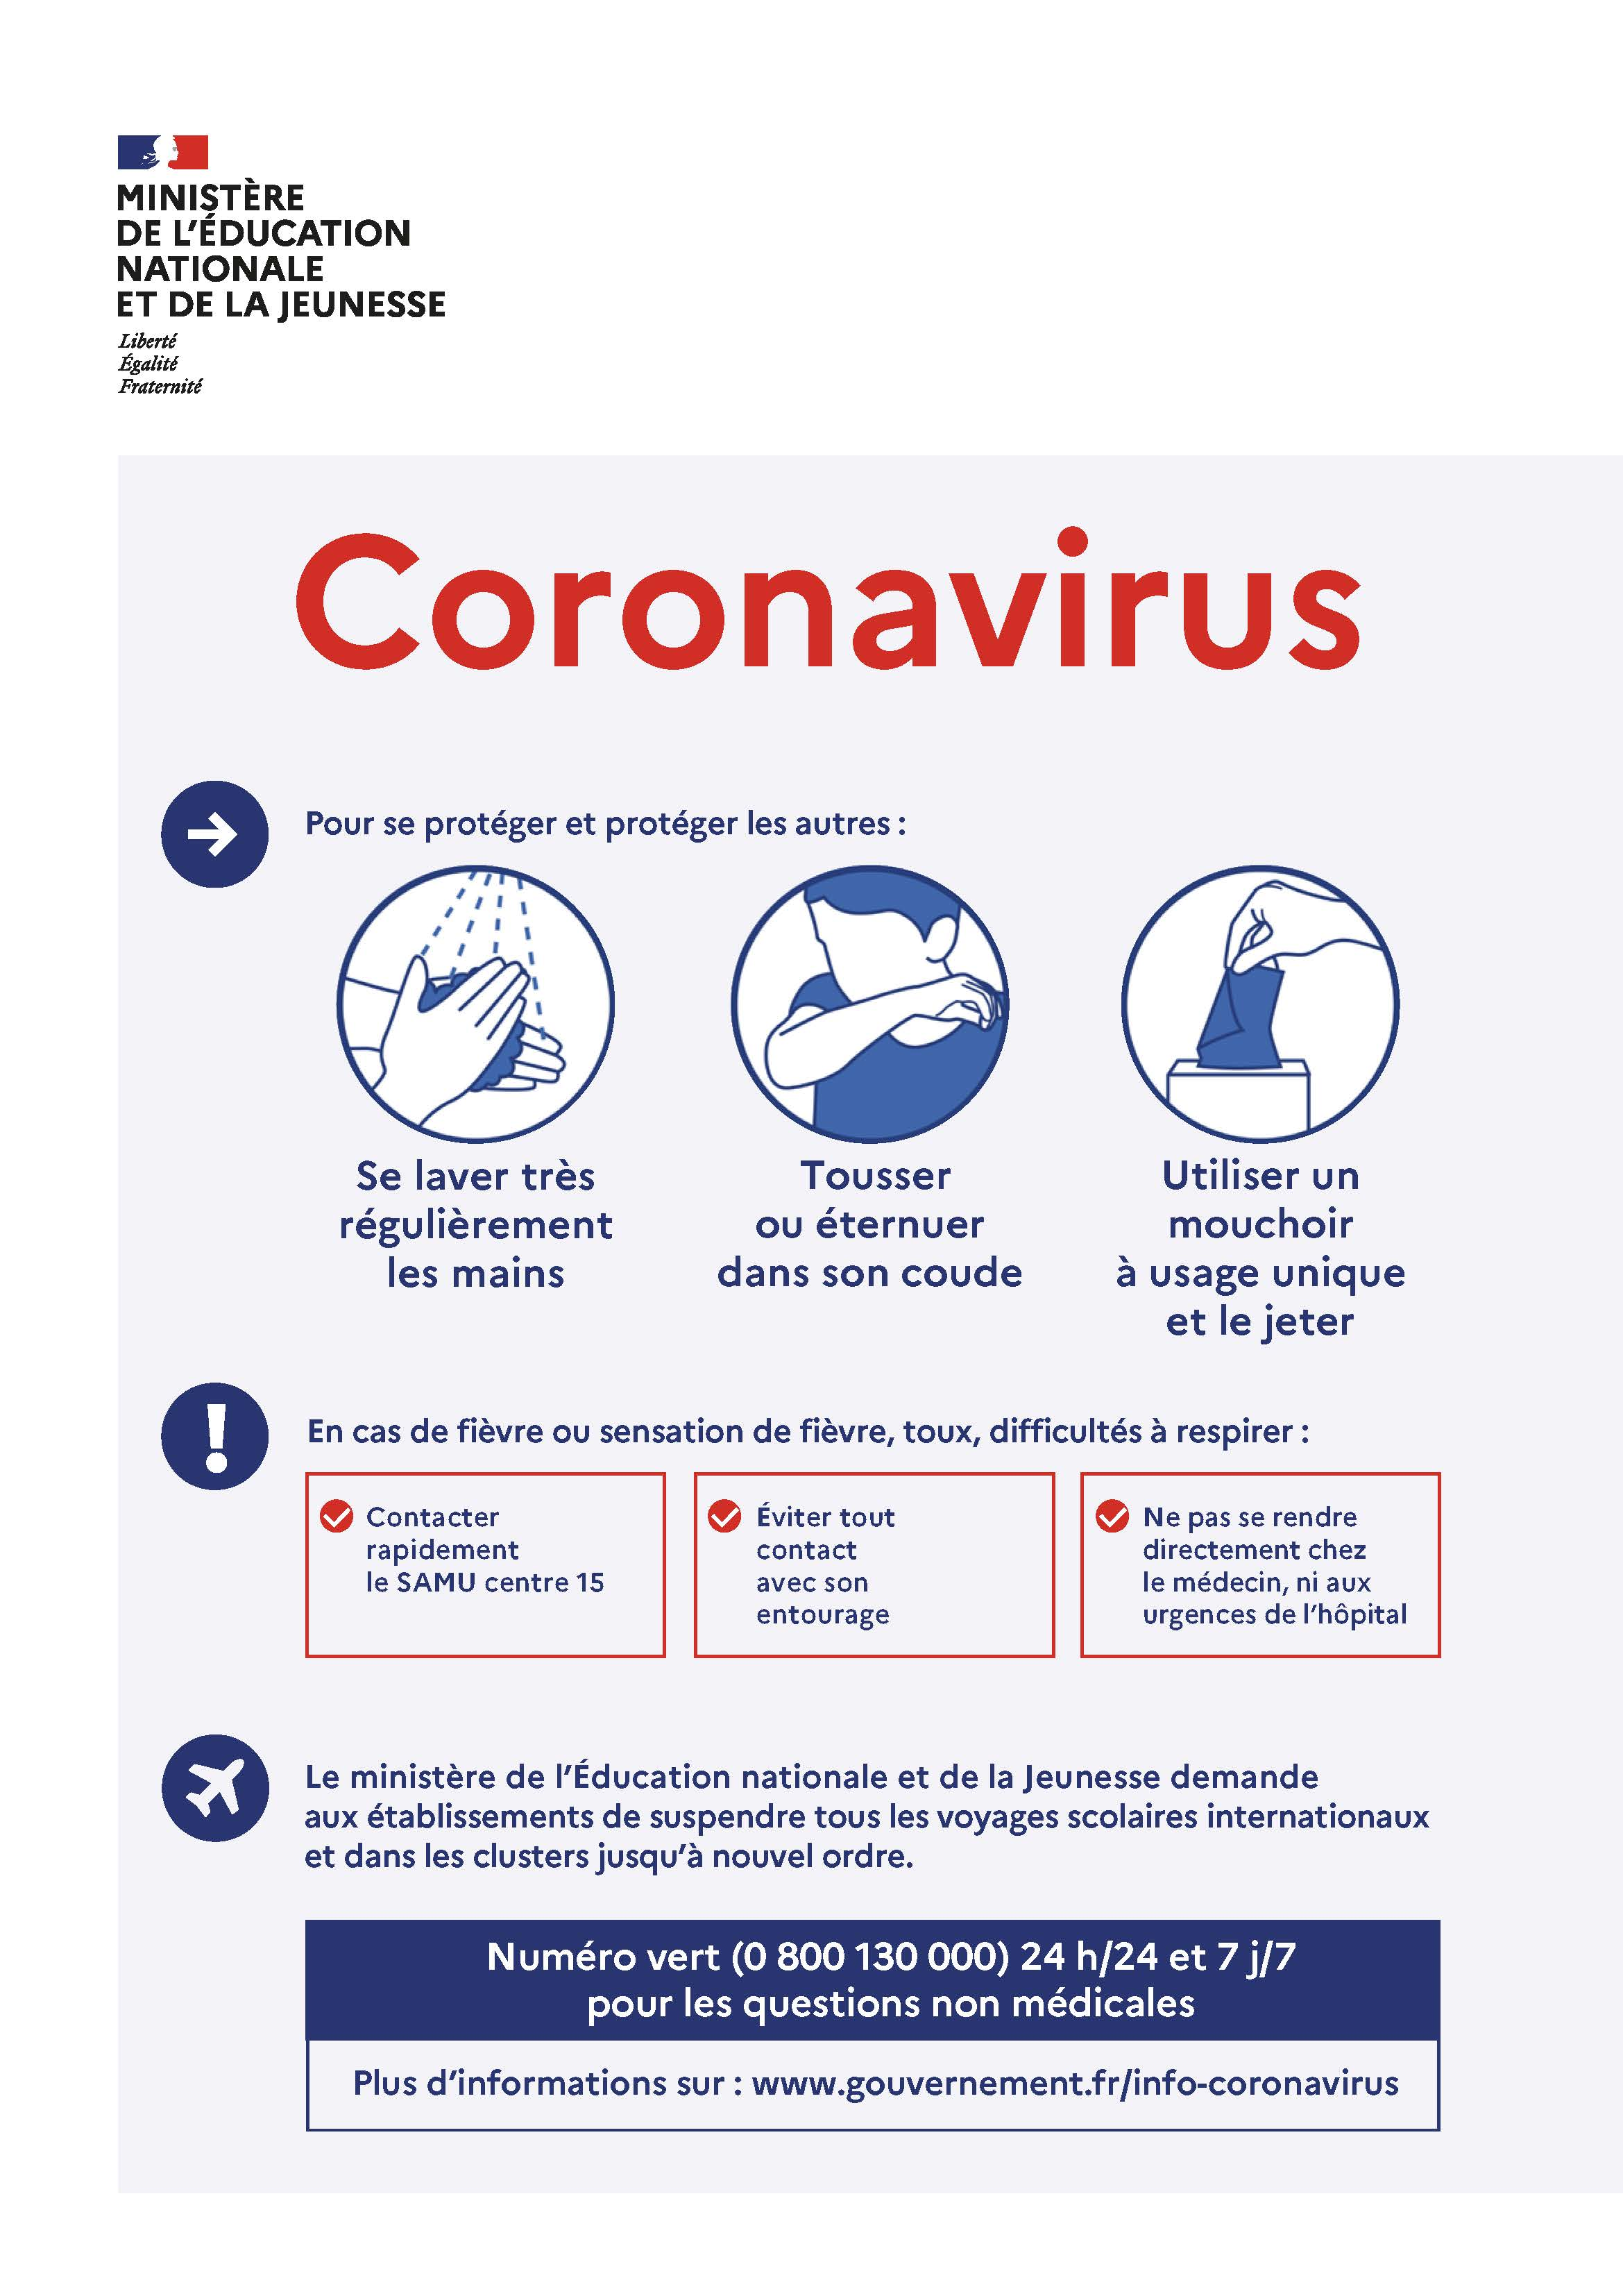 MINISTÈRE
DE L'ÉDUCATION
NATIONALE
ET DE LA JEUNESSE
Liberté
Égalité
Fraternité
Coronavirus
Pour se protéger et protéger les autres :
Se laver très
régulièrement
les mains
Tousser
ou éternuer
dans son coude
Utiliser un
mouchoir
à usage unique
et le jeter
En cas de fièvre ou sensation de fièvre, toux, difficultés à respirer :
Contacter
rapidement
le SAMU centre 15
Éviter tout
contact
avec son
entourage
Ne pas se rendre
directement chez
le médecin, ni aux
urgences de l'hôpital
Le ministère de l'Éducation nationale et de la Jeunesse demande
aux établissements de suspendre tous les voyages scolaires internationaux
et dans les clusters jusqu'à nouvel ordre.
Numéro vert (0 800 130 000) 24 h/24 et 7 j/7
pour les questions non médicales
Plus d'informations sur : www.gouvernement.fr/info-coronavirus